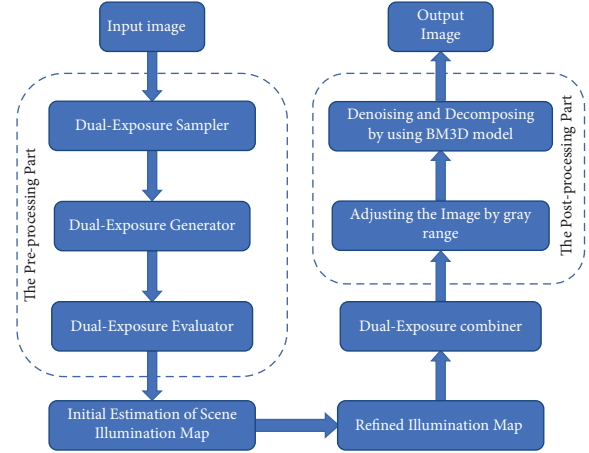 Input image
Dual-Exposure Sampler
Dual-Exposure Generator
Dual-Exposure Evaluator
The Pre-processing Part
Initial Estimation of Scene
Illumination Map
Refined Illumination Map
Dual-Exposure combiner
Adjusting the Image by gray
range
Denoising and Decomposing
by using BM3D model
The Post-processing Part
Output
Image